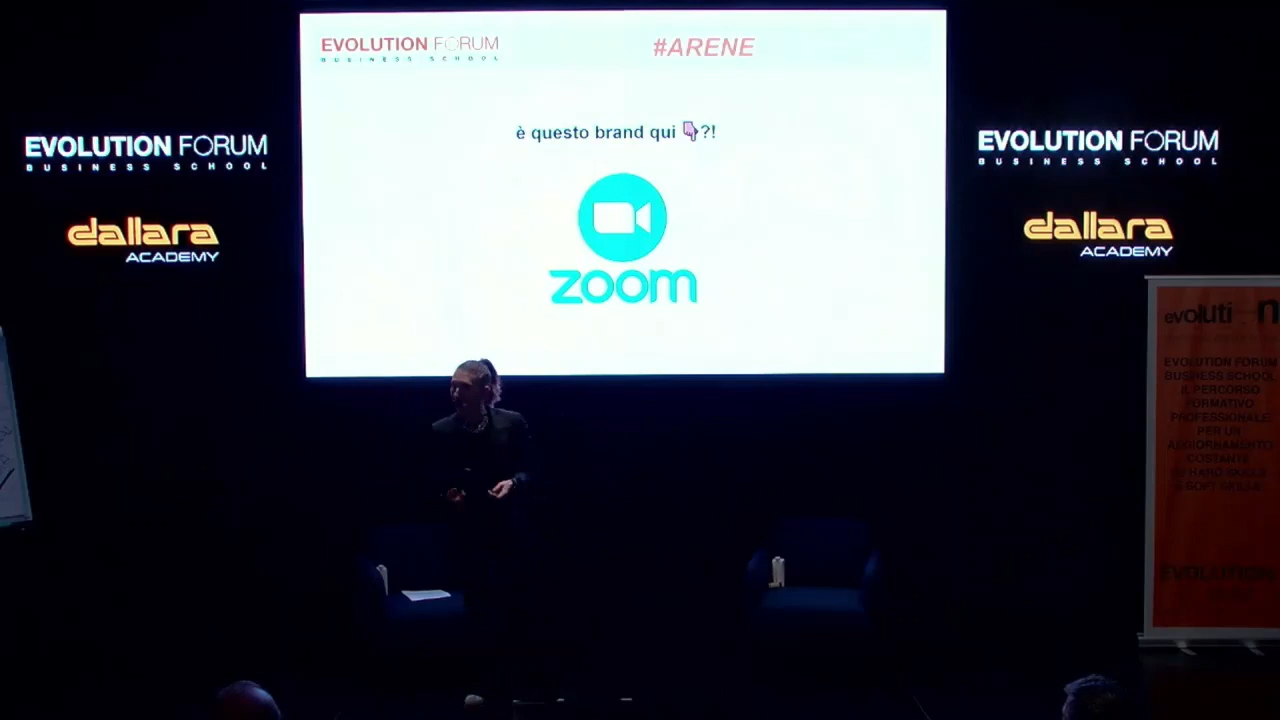 EVOLUTION FORUM
BUSINESS SCHOOL
#ARENE
è questo brand qui 👇?!
zoom
EVOLUTION FORUM
BUSINESS SCHOOL
dallara
ACADEMY
EVOLUTION FORUM
BUSINESS SCHOOL
dallara
ACADEMY
evoluti
n
EVOLUTION FORUM
BUSINESS SCHOOL
IL PERCORSO
FORMATIVO
PROFESSIONALE
PER UN
AGGIORNAMENTO
COSTANTE
DI HARD SKILLS
E SOFT SKILLS
EVOLUTION